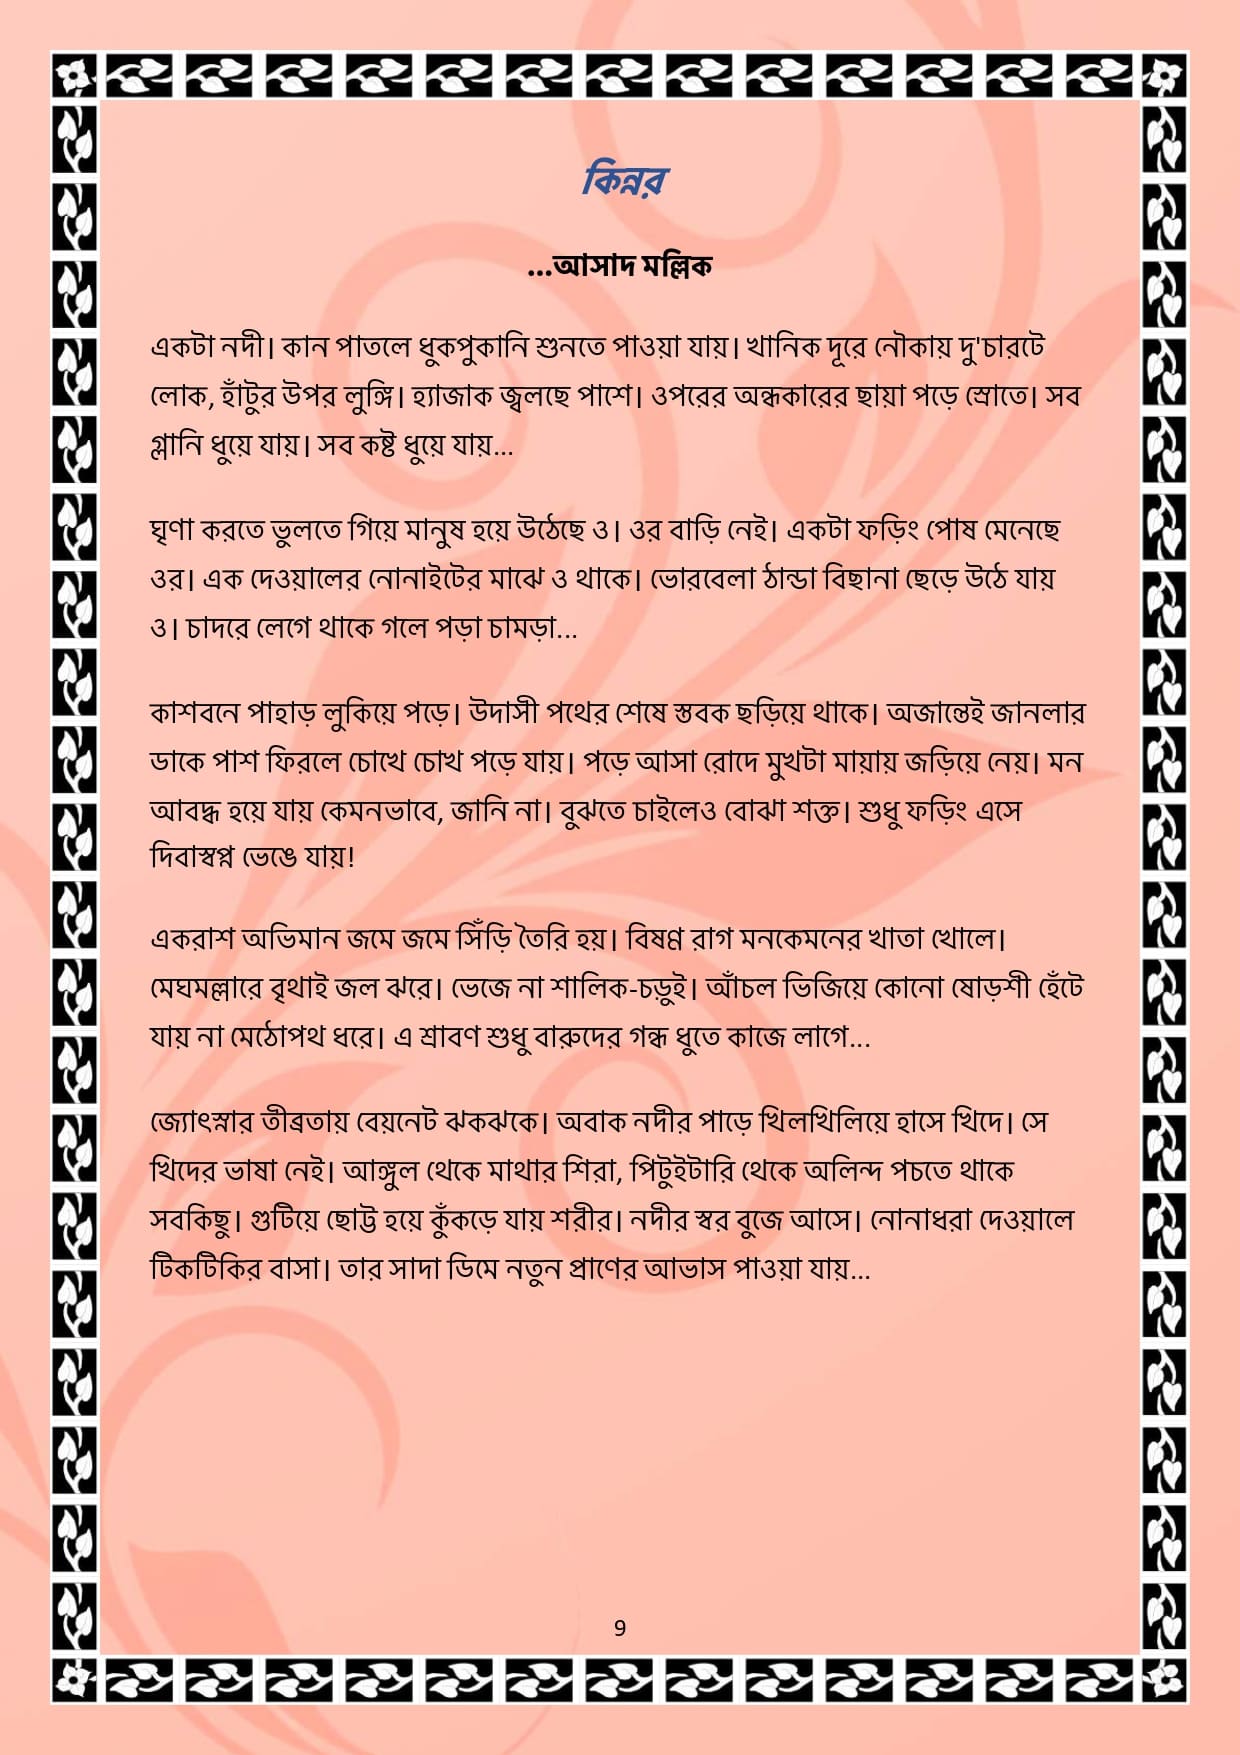 কিন্নর
...আসাদ মল্লিক
একটা নদী। কান পাতলে ধুকপুকানি শুনতে পাওয়া যায়। খানিক দূরে নৌকায় দু'চারটে
লোক, হাঁটুর উপর লুঙ্গি। হ্যাজাক জ্বলছে পাশে। ওপরের অন্ধকারের ছায়া পড়ে স্রোতে। সব
গ্লানি ধুয়ে যায়। সব কষ্ট ধুয়ে যায়...
ঘৃণা করতে ভুলতে গিয়ে মানুষ হয়ে উঠেছে ও। ওর বাড়ি নেই। একটা ফড়িং পোষ মেনেছে
ওর। এক দেওয়ালের নোনাইটের মাঝে ও থাকে। ভোরবেলা ঠান্ডা বিছানা ছেড়ে উঠে যায়
ও। চাদরে লেগে থাকে গলে পড়া চামড়া...
কাশবনে পাহাড় লুকিয়ে পড়ে। উদাসী পথের শেষে স্তবক ছড়িয়ে থাকে। অজান্তেই জানলার
ডাকে পাশ ফিরলে চোখে চোখ পড়ে যায়। পড়ে আসা রোদে মুখটা মায়ায় জড়িয়ে নেয়। মন
আবদ্ধ হয়ে যায় কেমনভাবে, জানি না। বুঝতে চাইলেও বোঝা শক্ত। শুধু ফড়িং এসে
দিবাস্বপ্ন ভেঙে যায়!
একরাশ অভিমান জমে জমে সিঁড়ি তৈরি হয়। বিষণ্ণ রাগ মনকেমনের খাতা খোলে।
মেঘমল্লারে বৃথাই জল ঝরে। ভেজে না শালিক-চড়ুই। আঁচল ভিজিয়ে কোনো ষোড়শী হেঁটে
যায় না মেঠোপথ ধরে। এ শ্রাবণ শুধু বারুদের গন্ধ ধুতে কাজে লাগে...
জ্যোৎস্নার তীব্রতায় বেয়নেট ঝকঝকে। অবাক নদীর পাড়ে খিলখিলিয়ে হাসে খিদে। সে
খিদের ভাষা নেই। আঙ্গুল থেকে মাথার শিরা, পিটুইটারি থেকে অলিন্দ পচতে থাকে
সবকিছু। গুটিয়ে ছোট্ট হয়ে কুঁকড়ে যায় শরীর। নদীর স্বর বুজে আসে। নোনাধরা দেওয়ালে
টিকটিকির বাসা। তার সাদা ডিমে নতুন প্রাণের আভাস পাওয়া যায়...
9